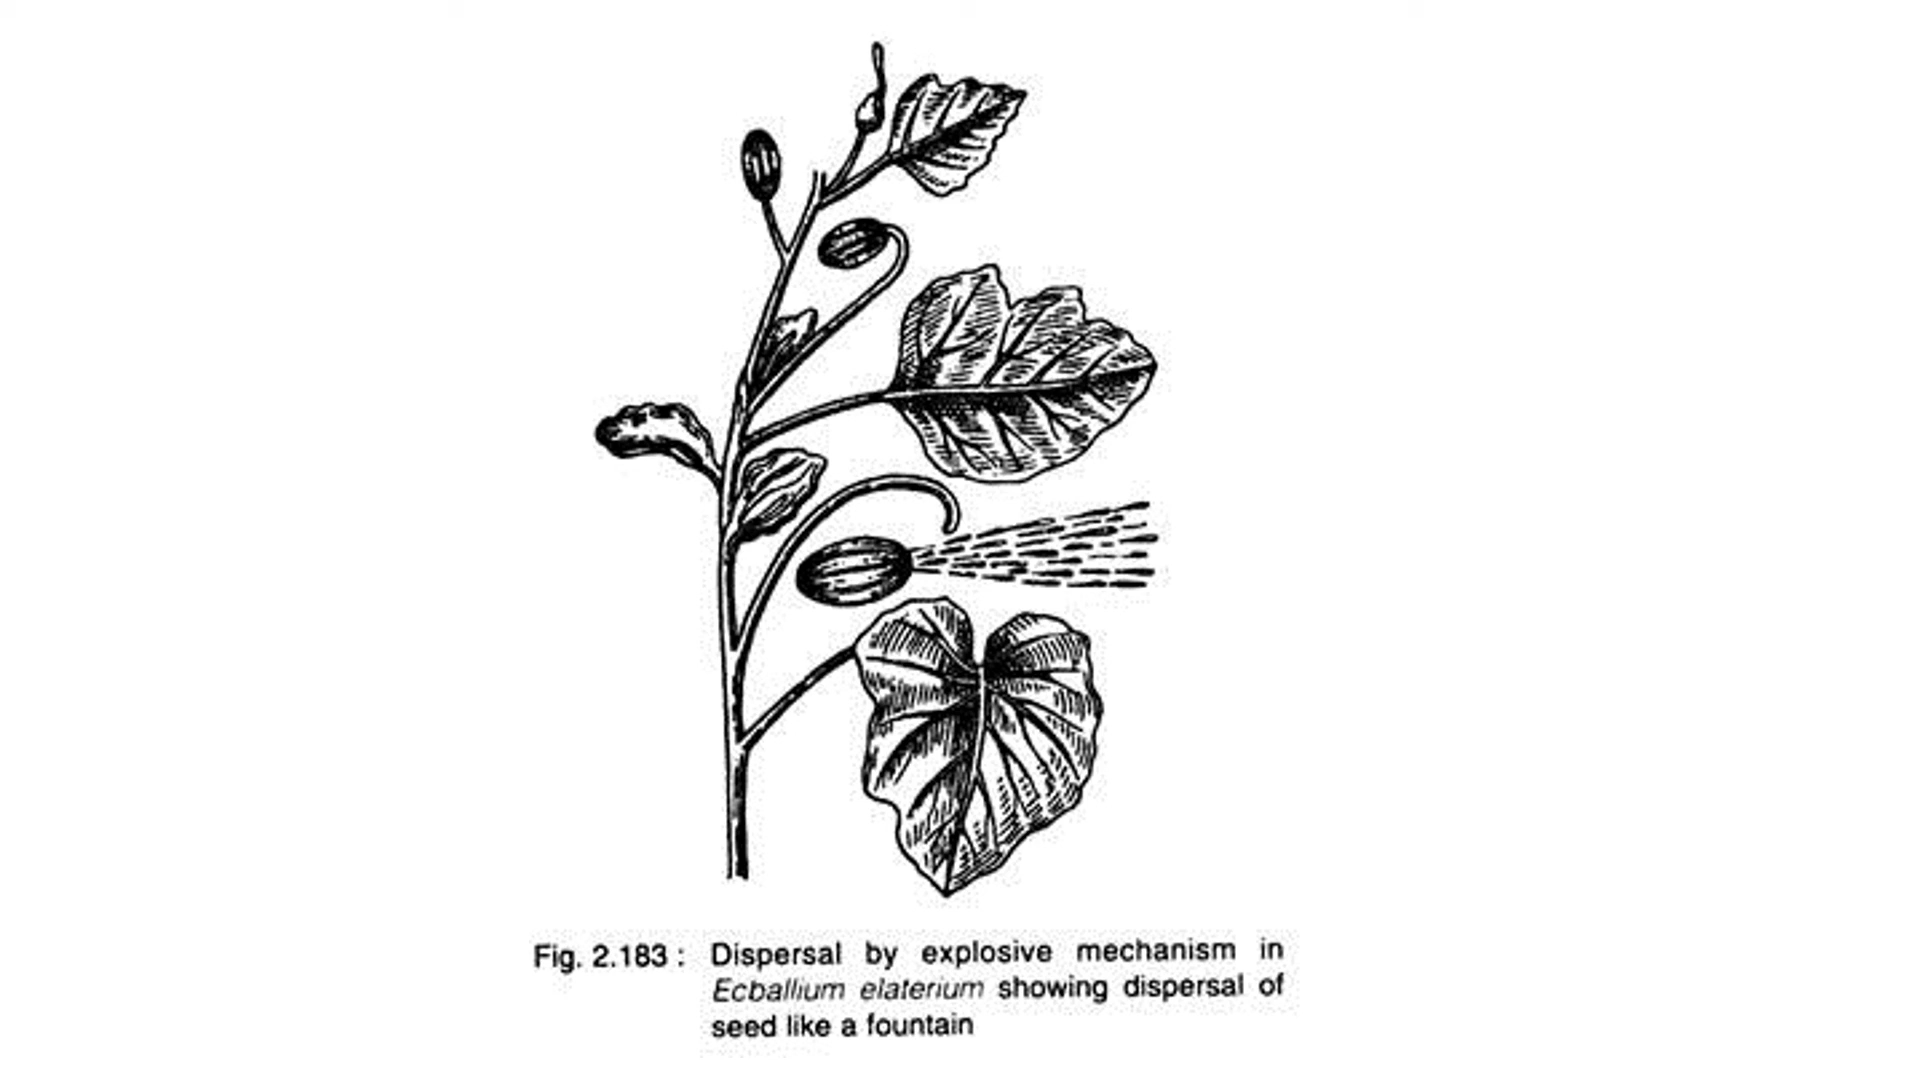 Fig. 2.183 : Dispersal by explosive mechanism in
Ecballium elaterium showing dispersal of
seed like a fountain